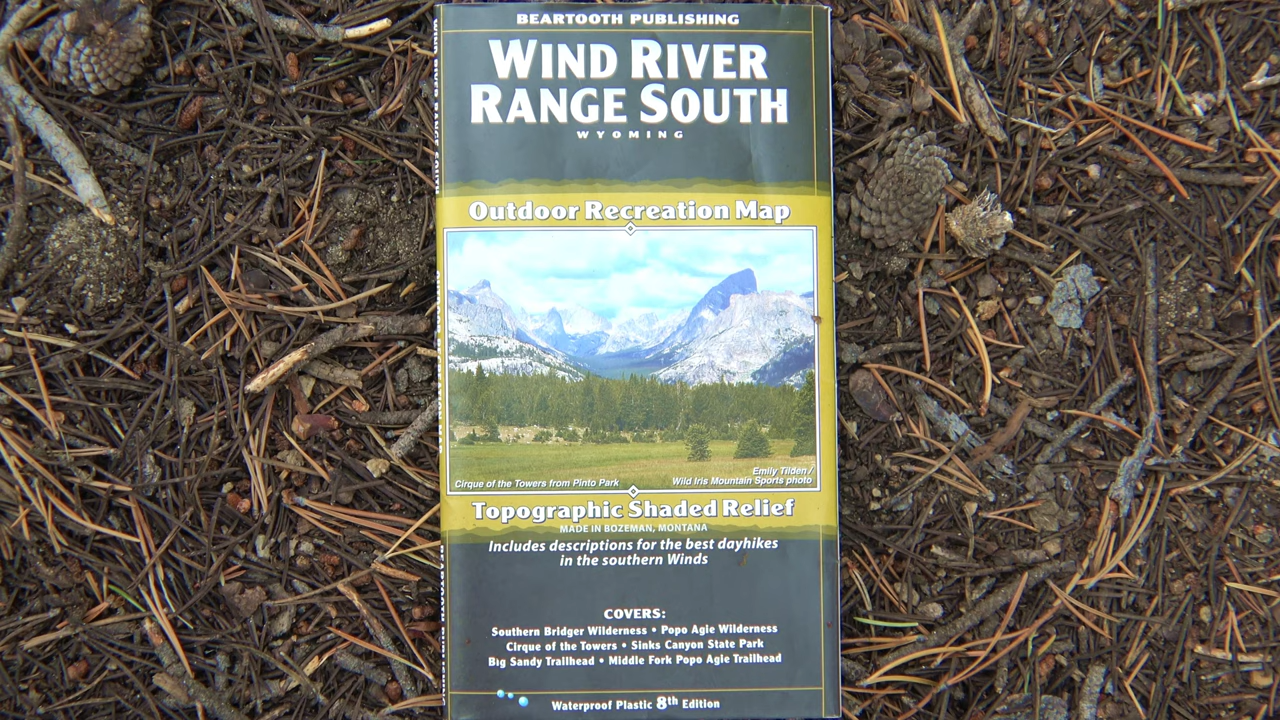 BEARTOOTH PUBLISHING
WIND RIVER
RANGE SOUTH
WYOMING
Outdoor Recreation Map
Cirque of the Towers from Pinto Park
Emily Tilden /
Wild Iris Mountain Sports photo
Topographic Shaded Relief
MADE IN BOZEMAN, MONTANA
Includes descriptions for the best dayhikes
in the southern Winds
COVERS:
Southern Bridger Wilderness • Popo Agie Wilderness
Cirque of the Towers • Sinks Canyon State Park
Big Sandy Trailhead • Middle Fork Popo Agie Trailhead
Waterproof Plastic 8th Edition